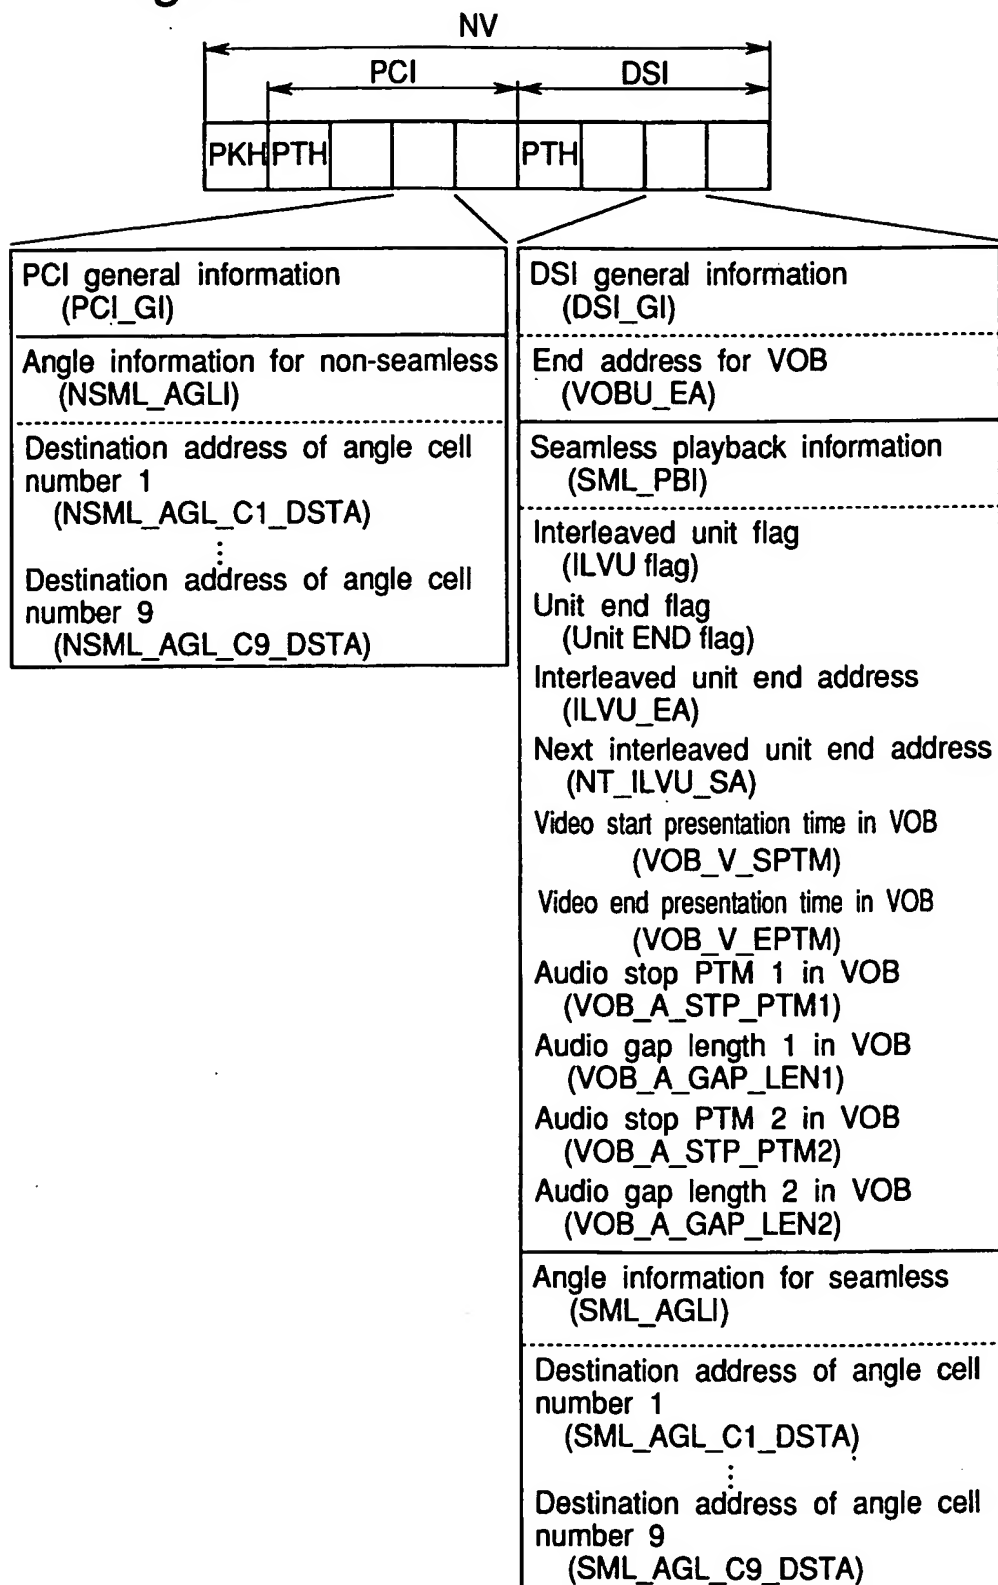 NV
PCI DSI
PKH PTH PTH
PCI general information
(PCI_GI)
Angle information for non-seamless
(NSML_AGLI)
Destination address of angle cell
number 1
(NSML_AGL_C1_DSTA)
⋮
Destination address of angle cell
number 9
(NSML_AGL_C9_DSTA)
DSI general information
(DSI_GI)
End address for VOB
(VOBU_EA)
Seamless playback information
(SML_PBI)
Interleaved unit flag
(ILVU flag)
Unit end flag
(Unit END flag)
Interleaved unit end address
(ILVU_EA)
Next interleaved unit end address
(NT_ILVU_SA)
Video start presentation time in VOB
(VOB_V_SPTM)
Video end presentation time in VOB
(VOB_V_EPTM)
Audio stop PTM 1 in VOB
(VOB_A_STP_PTM1)
Audio gap length 1 in VOB
(VOB_A_GAP_LEN1)
Audio stop PTM 2 in VOB
(VOB_A_STP_PTM2)
Audio gap length 2 in VOB
(VOB_A_GAP_LEN2)
Angle information for seamless
(SML_AGLI)
Destination address of angle cell
number 1
(SML_AGL_C1_DSTA)
⋮
Destination address of angle cell
number 9
(SML_AGL_C9_DSTA)